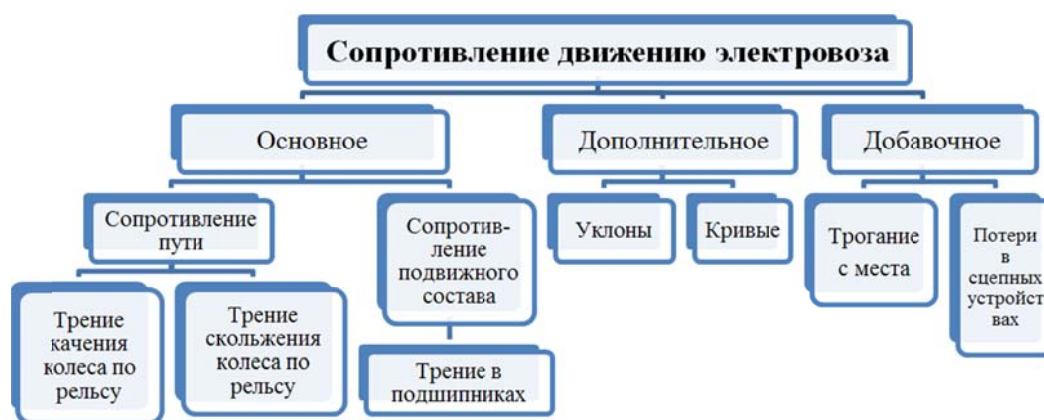 Сопротивление движению электровоза
Основное
Дополнительное
Добавочное
Сопротивление
пути
Сопротив-
ление
подвижного
состава
Уклоны
Кривые
Трогание
с места
Потери
в
сцепных
устройст
вах
Трение
качения
колеса по
рельсу
Трение
скольжения
колеса по
рельсу
Трение в
подшипниках